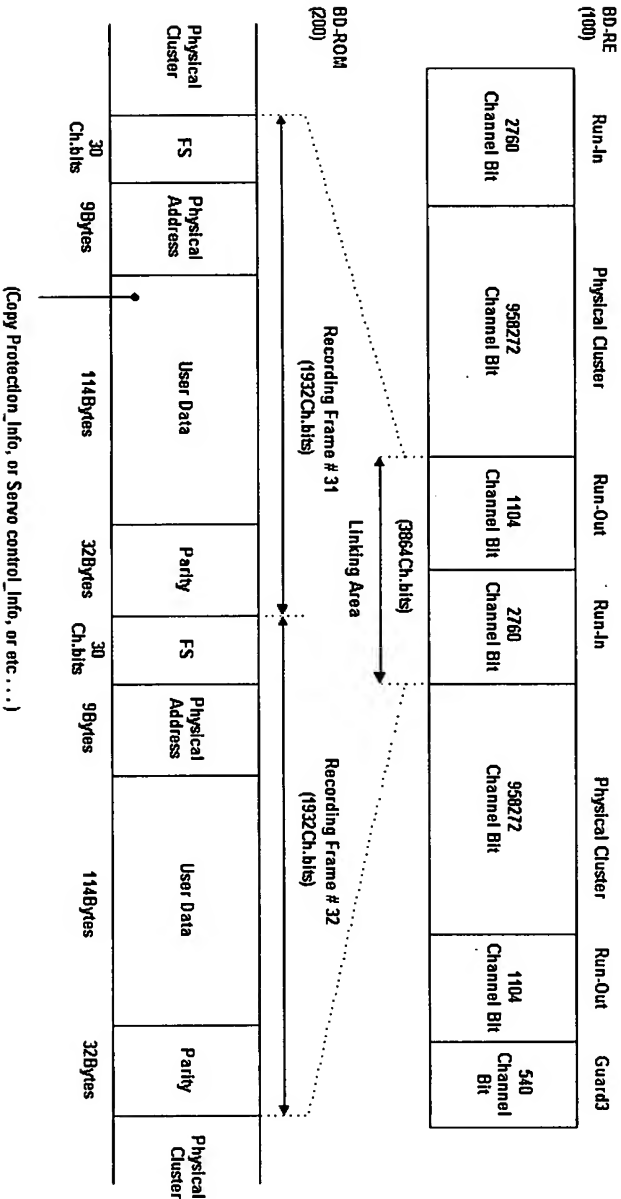 BD-RE
(100)
Run-In
Physical Cluster
Run-Out
Run-In
Physical Cluster
Run-Out
Guard3
2760
Channel Bit
958272
Channel Bit
1104
Channel Bit
2760
Channel Bit
958272
Channel Bit
1104
Channel Bit
540
Channel
Bit
(3864Ch.bits)
Linking Area
BD-ROM
(200)
Recording Frame # 31
(1932Ch.bits)
Recording Frame # 32
(1932Ch.bits)
Physical
Cluster
FS
Physical
Address
User Data
Parity
FS
Physical
Address
User Data
Parity
Physical
Cluster
30
Ch.bits
9Bytes
114Bytes
32Bytes
30
Ch.bits
9Bytes
114Bytes
32Bytes
(Copy Protection_Info, or Servo control_Info, or etc . . . )